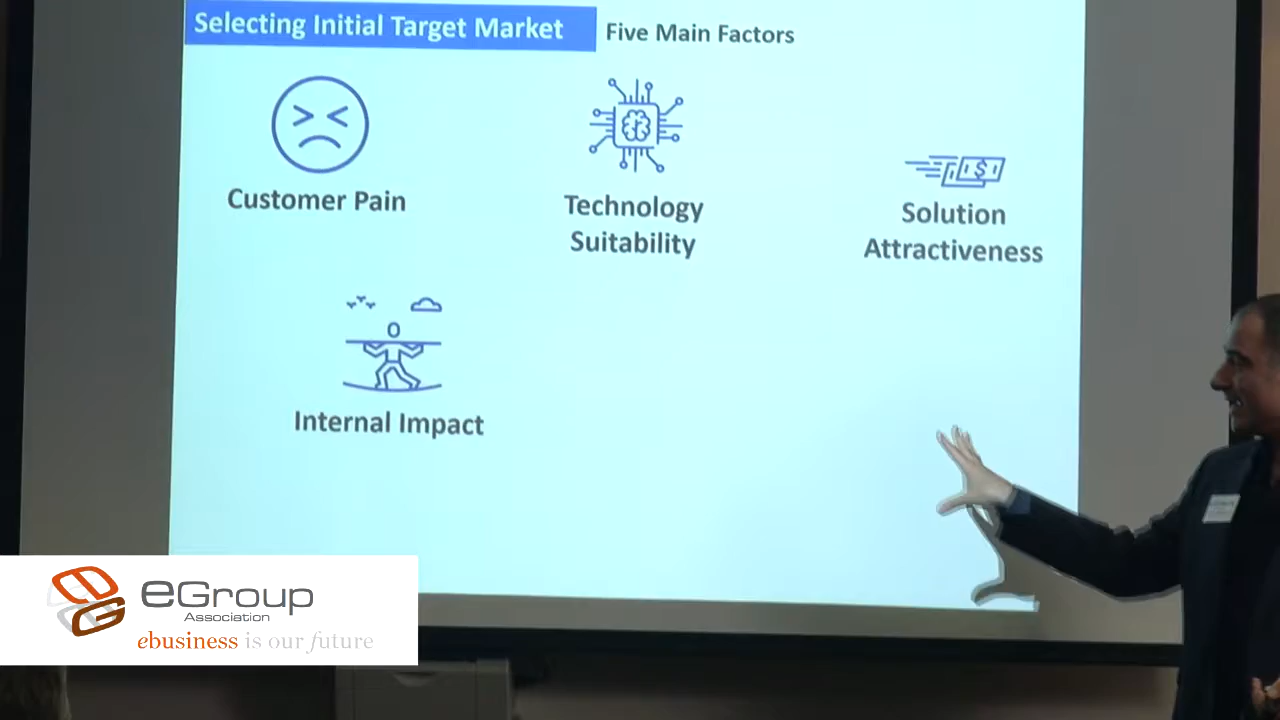 Selecting Initial Target Market
Five Main Factors
Customer Pain
Technology
Suitability
$
Solution
Attractiveness
Internal Impact
eGroup
Association
ebusiness is our future